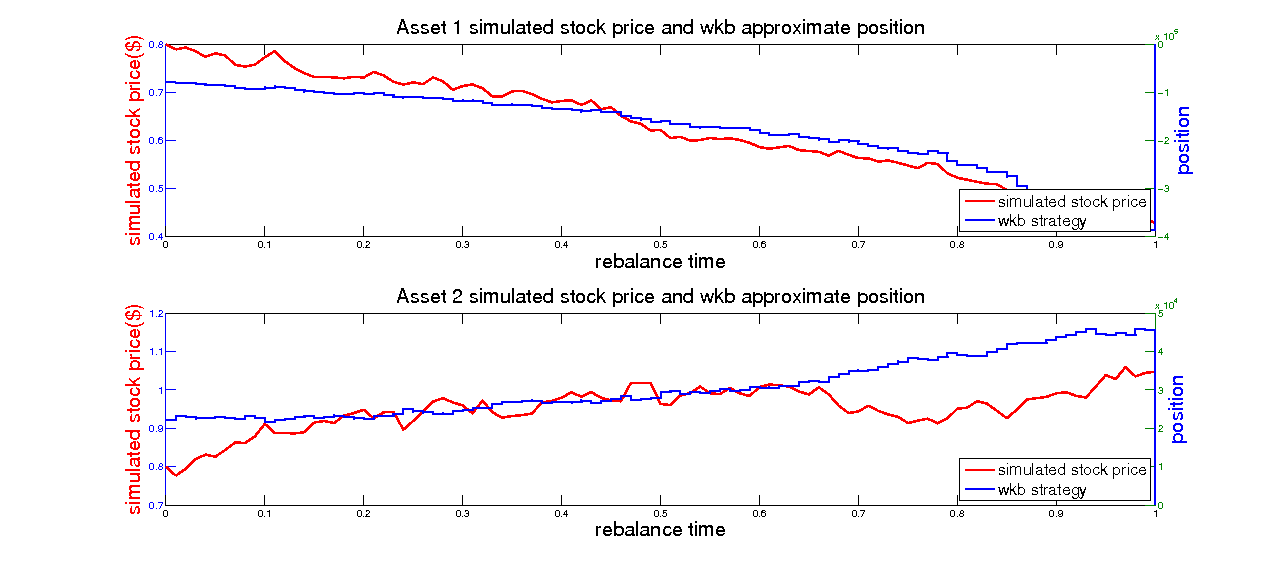 Asset 1 simulated stock price and wkb approximate position
x 10^5
0.8
0.7
0.6
0.5
0.4
simulated stock price($)
0
−1
−2
−3
−4
position
simulated stock price
wkb strategy
0 0.1 0.2 0.3 0.4 0.5 0.6 0.7 0.8 0.9 1
rebalance time
Asset 2 simulated stock price and wkb approximate position
x 10^4
1.2
1.1
1
0.9
0.8
0.7
simulated stock price($)
5
4
3
2
1
0
position
simulated stock price
wkb strategy
0 0.1 0.2 0.3 0.4 0.5 0.6 0.7 0.8 0.9 1
rebalance time